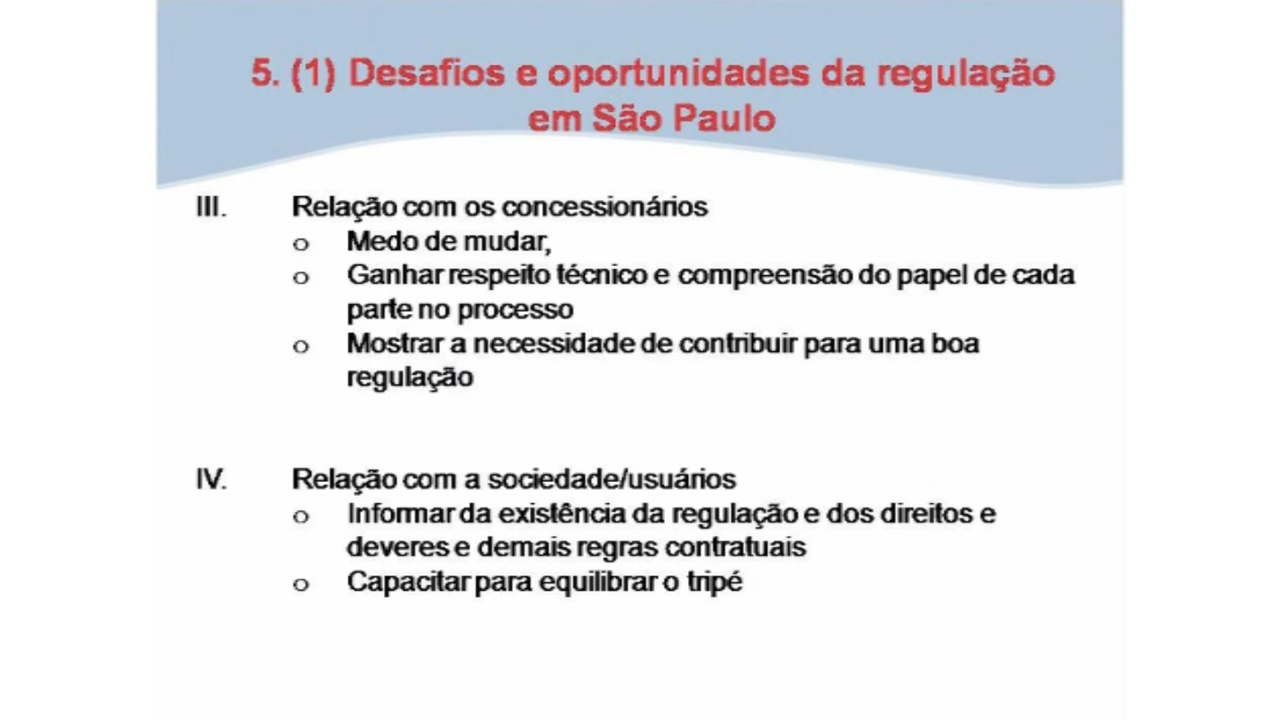 5. (1) Desafios e oportunidades da regulação
em São Paulo
III. Relação com os concessionários
o Medo de mudar,
o Ganhar respeito técnico e compreensão do papel de cada
parte no processo
o Mostrar a necessidade de contribuir para uma boa
regulação
IV. Relação com a sociedade/usuários
o Informar da existência da regulação e dos direitos e
deveres e demais regras contratuais
o Capacitar para equilibrar o tripé